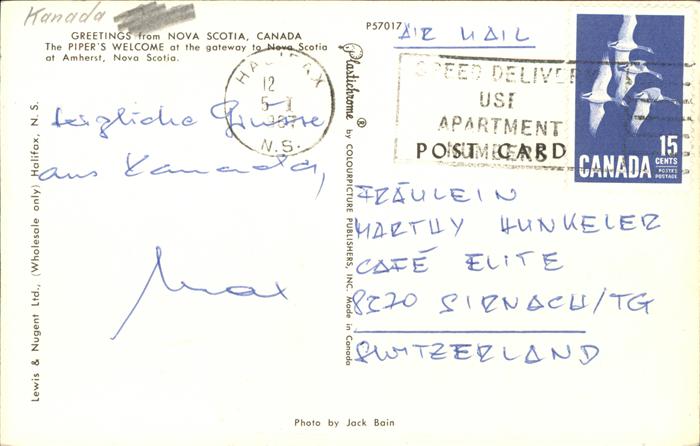 Kanada
GREETINGS from NOVA SCOTIA, CANADA
The PIPER'S WELCOME at the gateway to Nova Scotia
at Amherst, Nova Scotia.
P57017
AIR MAIL
HALIFAX
12
N.S.
SPEED DELIVERY
USE
APARTMENT
NUMBERS
POST CARD
15
CENTS
CANADA
POSTES
POSTAGE
Herzliche Grüsse
aus Kanada,
Max
FRÄULEIN
MARTHY HUNKELER
CAFÉ ELITE
8370 SIRNACH/TG
SWITZERLAND
Lewis & Nugent Ltd., (Wholesale only) Halifax, N. S.
Plastichrome ® by COLOURPICTURE PUBLISHERS, INC. Made in Canada
Photo by Jack Bain